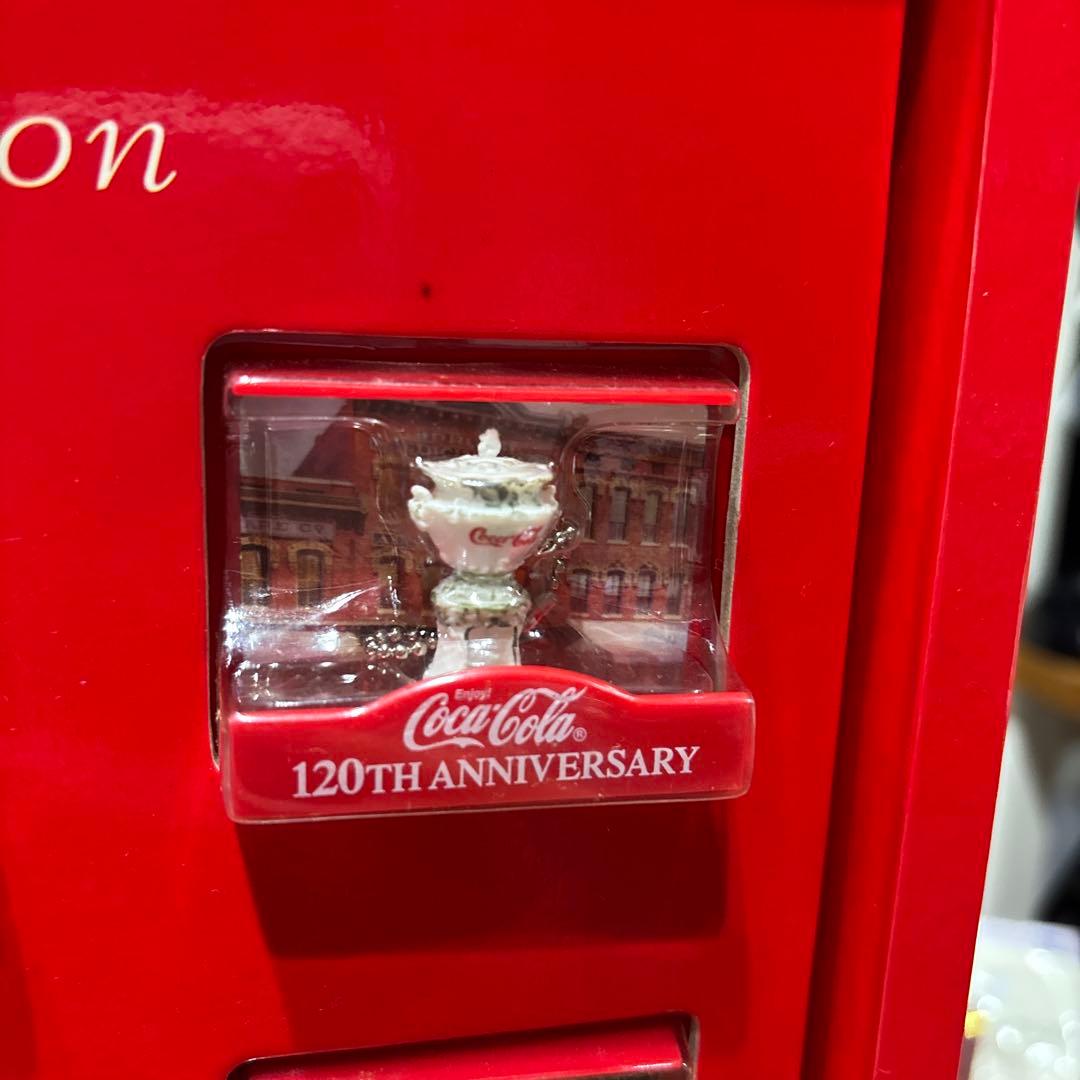 on
Coca-Cola
Enjoy!
Coca-Cola®
120TH ANNIVERSARY